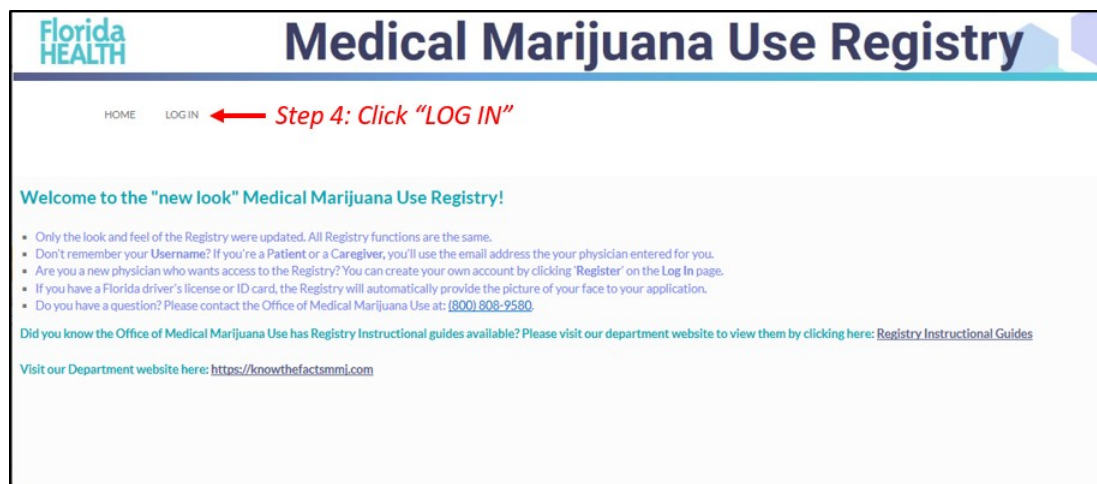 Florida
HEALTH
Medical Marijuana Use Registry
HOME LOG IN Step 4: Click “LOG IN”
Welcome to the "new look" Medical Marijuana Use Registry!
Only the look and feel of the Registry were updated. All Registry functions are the same.
Don't remember your Username? If you're a Patient or a Caregiver, you'll use the email address the your physician entered for you.
Are you a new physician who wants access to the Registry? You can create your own account by clicking 'Register' on the Log In page.
If you have a Florida driver's license or ID card, the Registry will automatically provide the picture of your face to your application.
Do you have a question? Please contact the Office of Medical Marijuana Use at: (800) 808-9580.
Did you know the Office of Medical Marijuana Use has Registry Instructional guides available? Please visit our department website to view them by clicking here: Registry Instructional Guides
Visit our Department website here: https://knowthefactsmmj.com